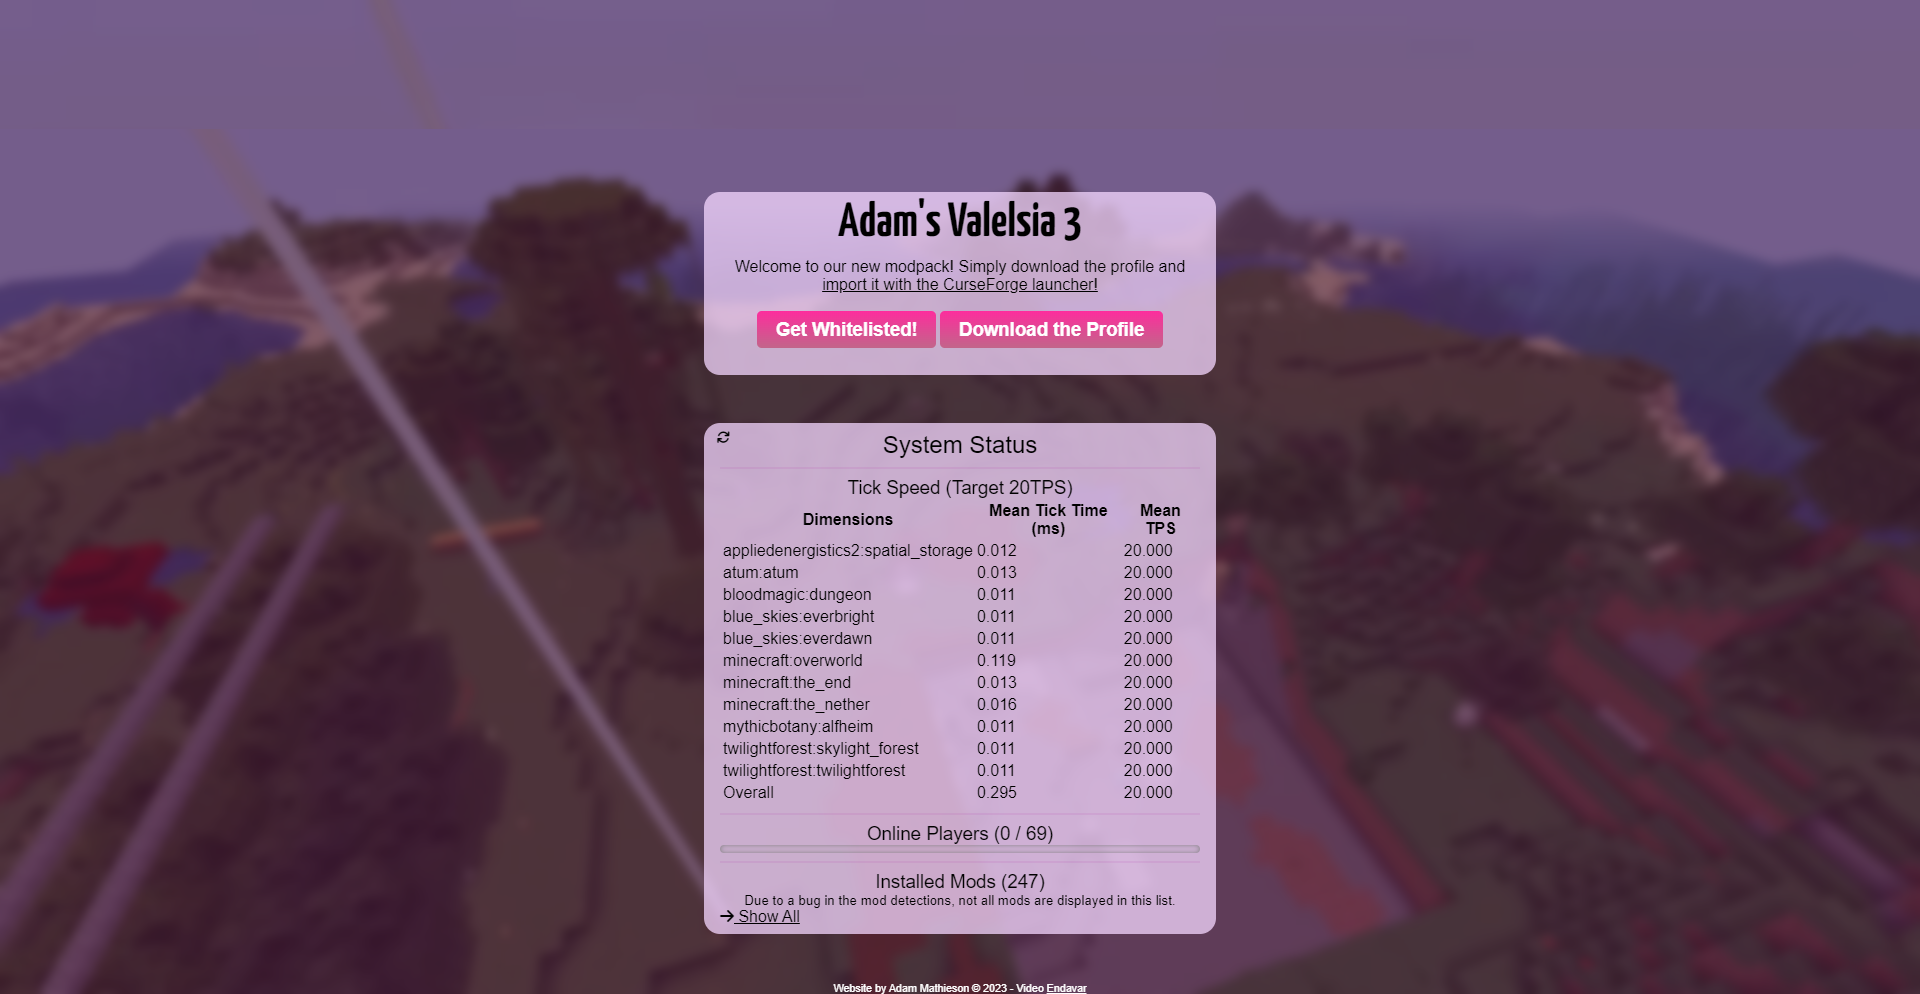 Adam's Valelsia 3
Welcome to our new modpack! Simply download the profile and
import it with the CurseForge launcher!
Get Whitelisted! Download the Profile
System Status
Tick Speed (Target 20TPS)
Dimensions Mean Tick Time (ms) Mean TPS
appliedenergistics2:spatial_storage 0.012 20.000
atum:atum 0.013 20.000
bloodmagic:dungeon 0.011 20.000
blue_skies:everbright 0.011 20.000
blue_skies:everdawn 0.011 20.000
minecraft:overworld 0.119 20.000
minecraft:the_end 0.013 20.000
minecraft:the_nether 0.016 20.000
mythicbotany:alfheim 0.011 20.000
twilightforest:skylight_forest 0.011 20.000
twilightforest:twilightforest 0.011 20.000
Overall 0.295 20.000
Online Players (0 / 69)
Installed Mods (247)
Due to a bug in the mod detections, not all mods are displayed in this list.
Show All
Website by Adam Mathieson © 2023 - Video Endavar